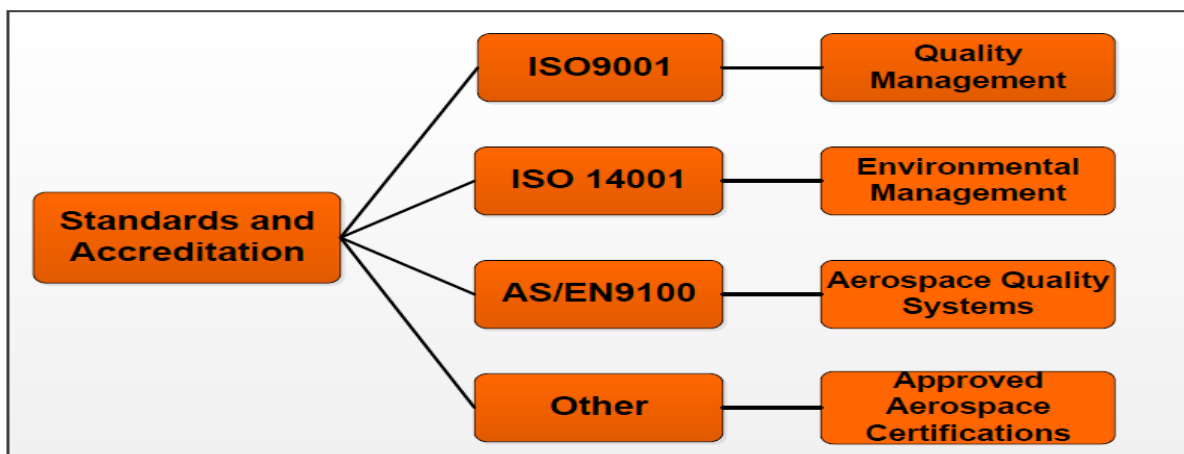 Standards and
Accreditation
ISO9001
Quality
Management
ISO 14001
Environmental
Management
AS/EN9100
Aerospace Quality
Systems
Other
Approved
Aerospace
Certifications